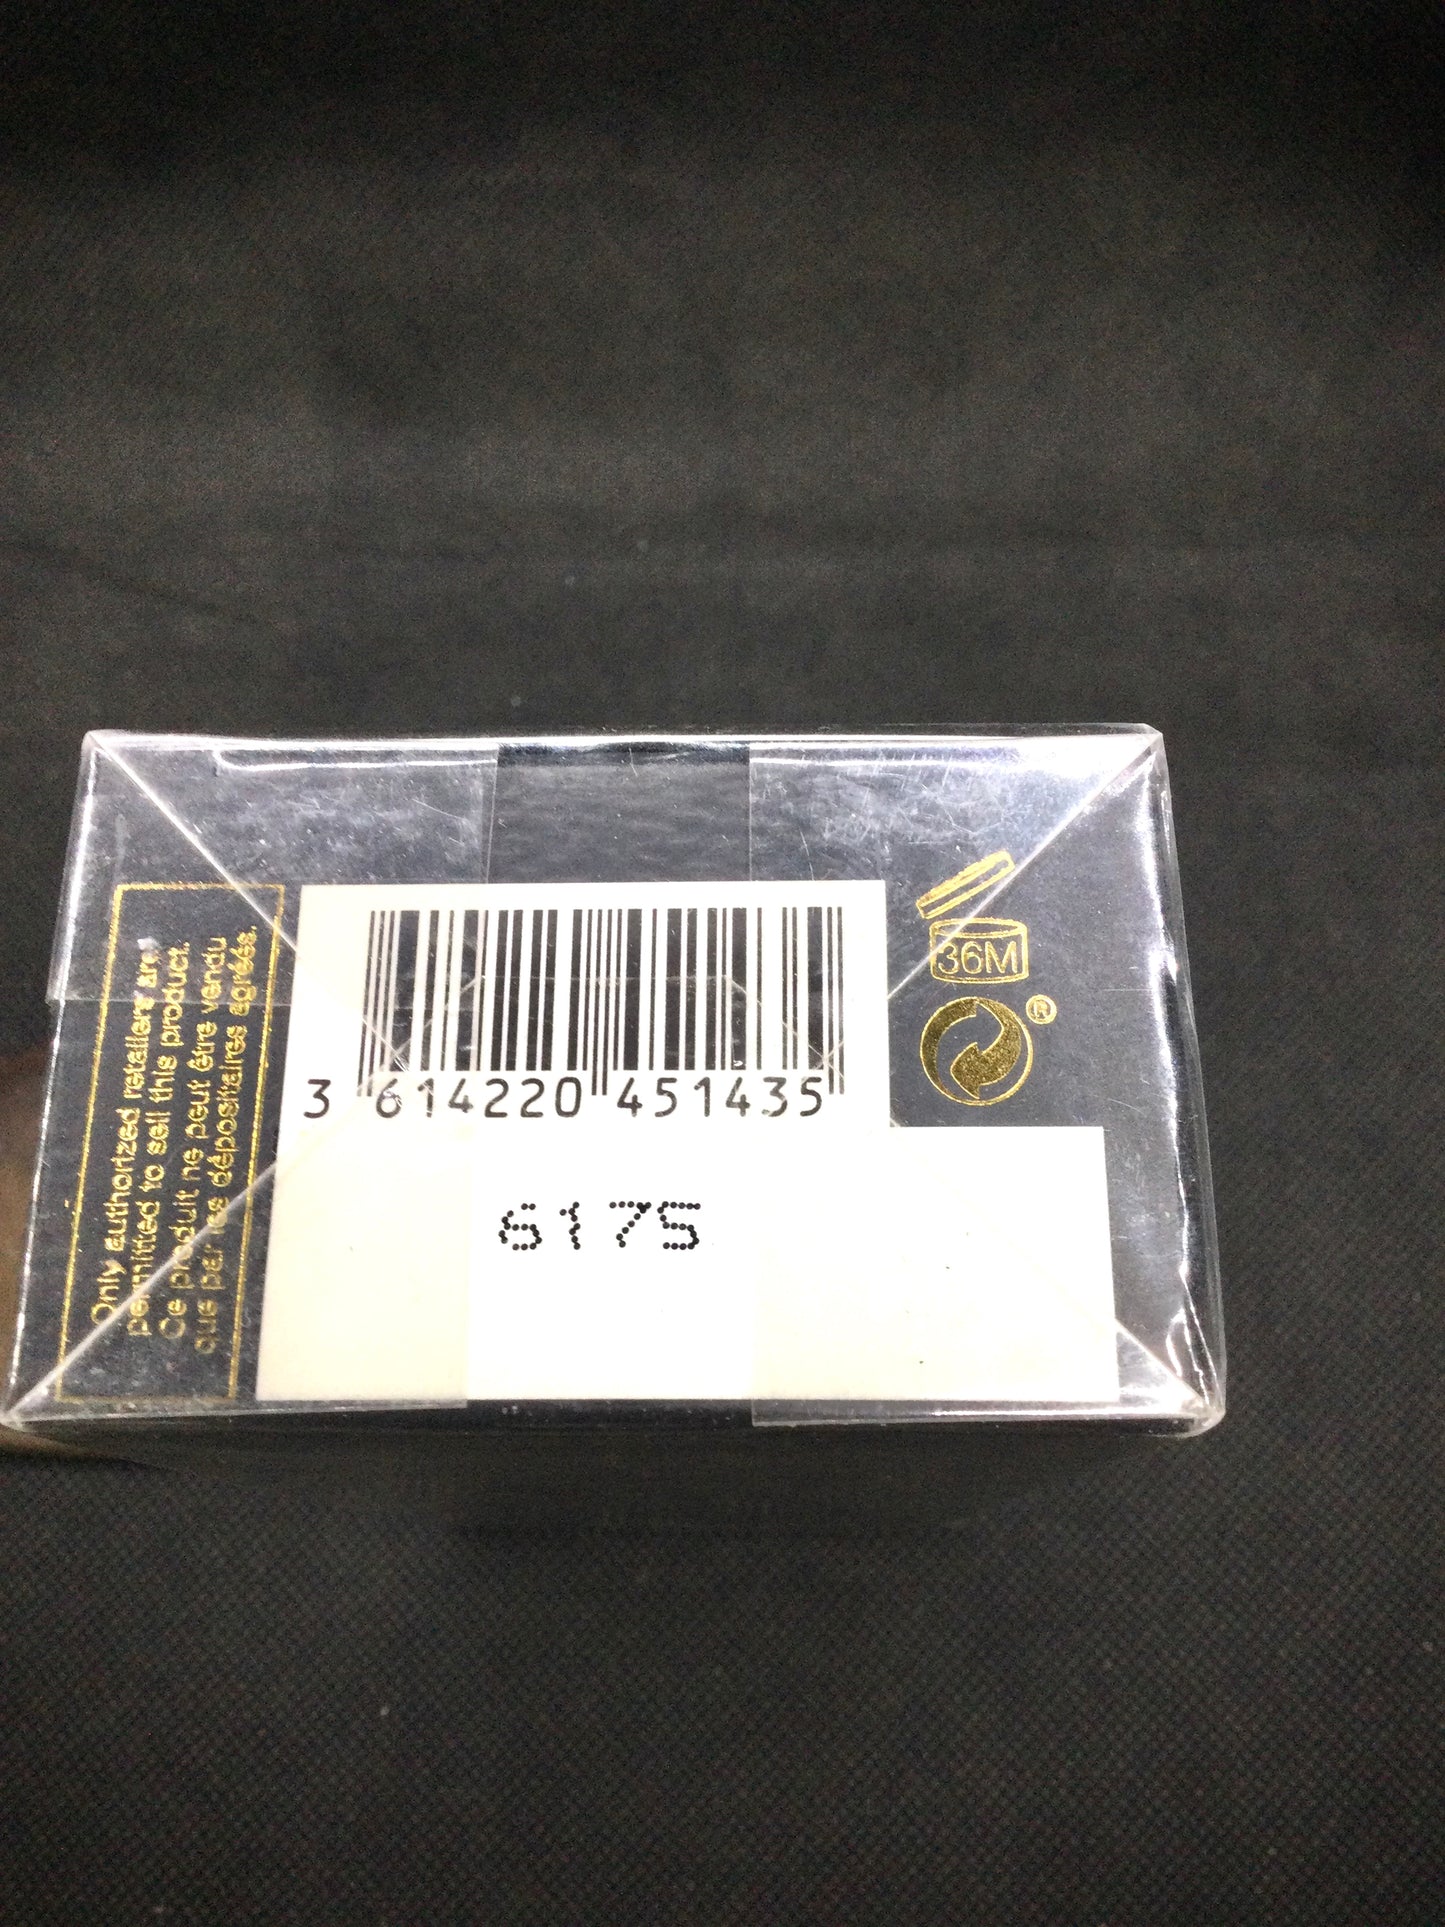 Only authorized retailers are
permitted to sell this product.
Ce produit ne peut être vendu
que par les dépositaires agréés.
3 614220 451435
36M
®
6175